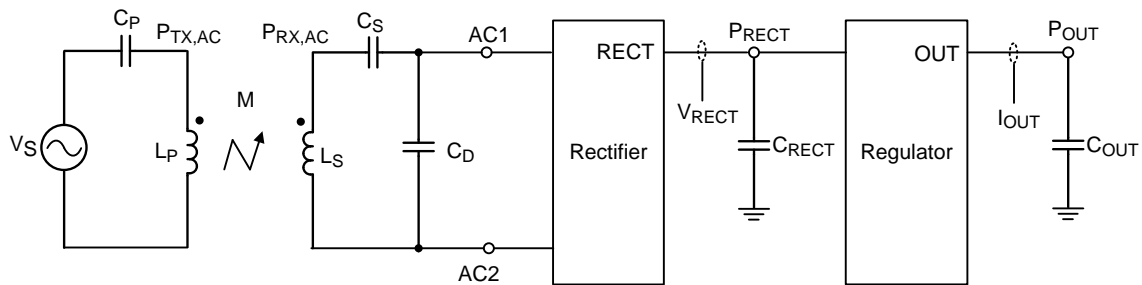 C_P
P_TX,AC
P_RX,AC
C_S
AC1
P_RECT
P_OUT
RECT
OUT
M
V_RECT
I_OUT
V_S
L_P
L_S
C_D
Rectifier
C_RECT
Regulator
C_OUT
AC2